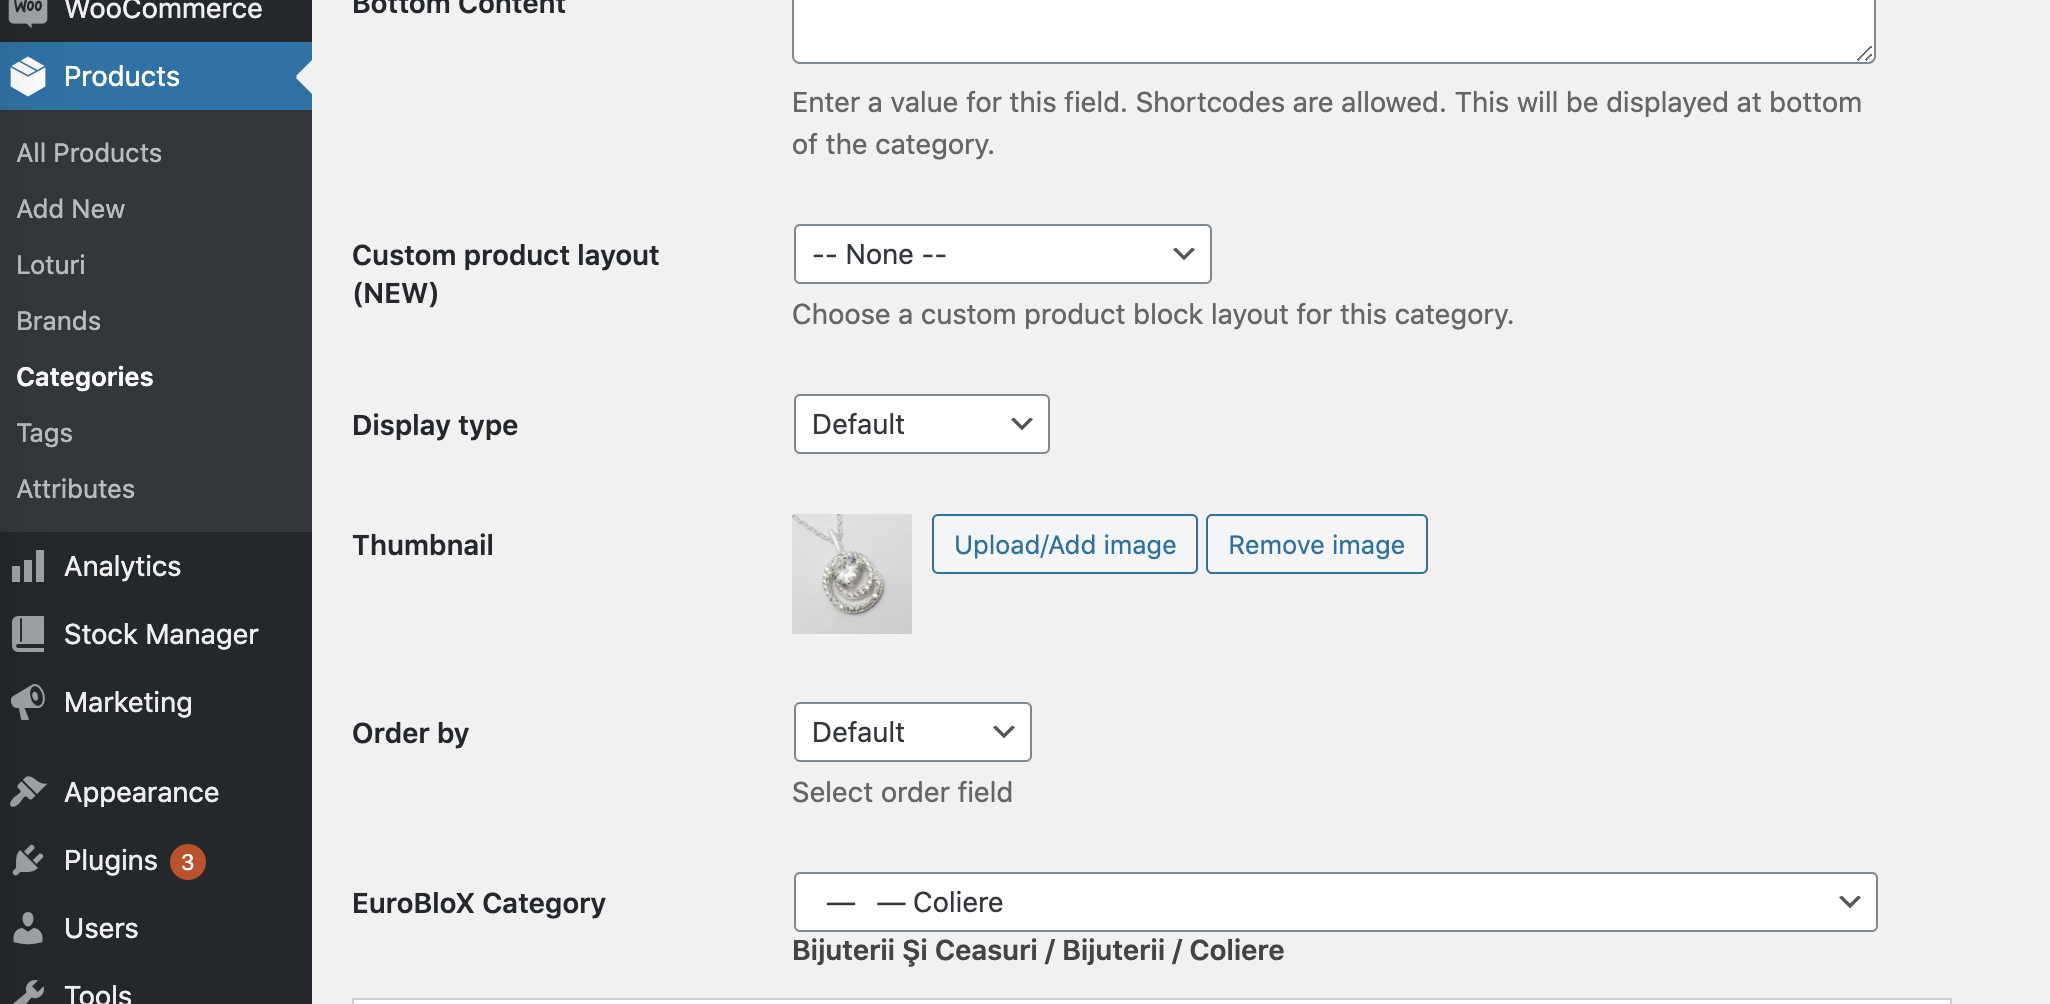 WOO
WooCommerce
Products
All Products
Add New
Loturi
Brands
Categories
Tags
Attributes
Analytics
Stock Manager
Marketing
Appearance
Plugins 3
Users
Tools
Bottom Content
Enter a value for this field. Shortcodes are allowed. This will be displayed at bottom
of the category.
Custom product layout
(NEW)
-- None --
Choose a custom product block layout for this category.
Display type
Default
Thumbnail
Upload/Add image
Remove image
Order by
Default
Select order field
EuroBloX Category
— — Coliere
Bijuterii Și Ceasuri / Bijuterii / Coliere